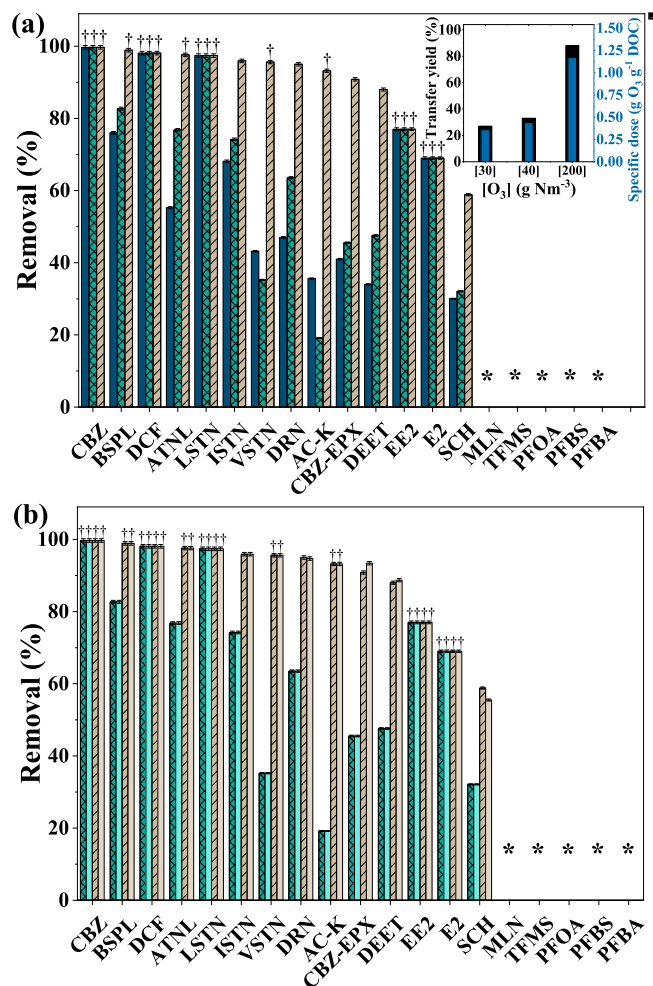 (a)
Removal (%)
100
80
60
40
20
0
† † †
†
† † †
†
† † †
†
†
† † †
† † †
* * * * *
CBZ
BSPL
DCF
ATNL
LSTN
ISTN
VSTN
DRN
AC-K
CBZ-EPX
DEET
EE2
E2
SCH
MLN
TFMS
PFOA
PFBS
PFBA
Transfer yield (%)
100
80
60
40
20
0
Specific dose (g O₃ g⁻¹ DOC)
1.50
1.25
1.00
0.75
0.50
0.25
0.00
[30] [40] [200]
[O₃] (g Nm⁻³)
(b)
Removal (%)
100
80
60
40
20
0
††††
††
††††
††
††††
††
††
††††
††††
* * * * *
CBZ
BSPL
DCF
ATNL
LSTN
ISTN
VSTN
DRN
AC-K
CBZ-EPX
DEET
EE2
E2
SCH
MLN
TFMS
PFOA
PFBS
PFBA